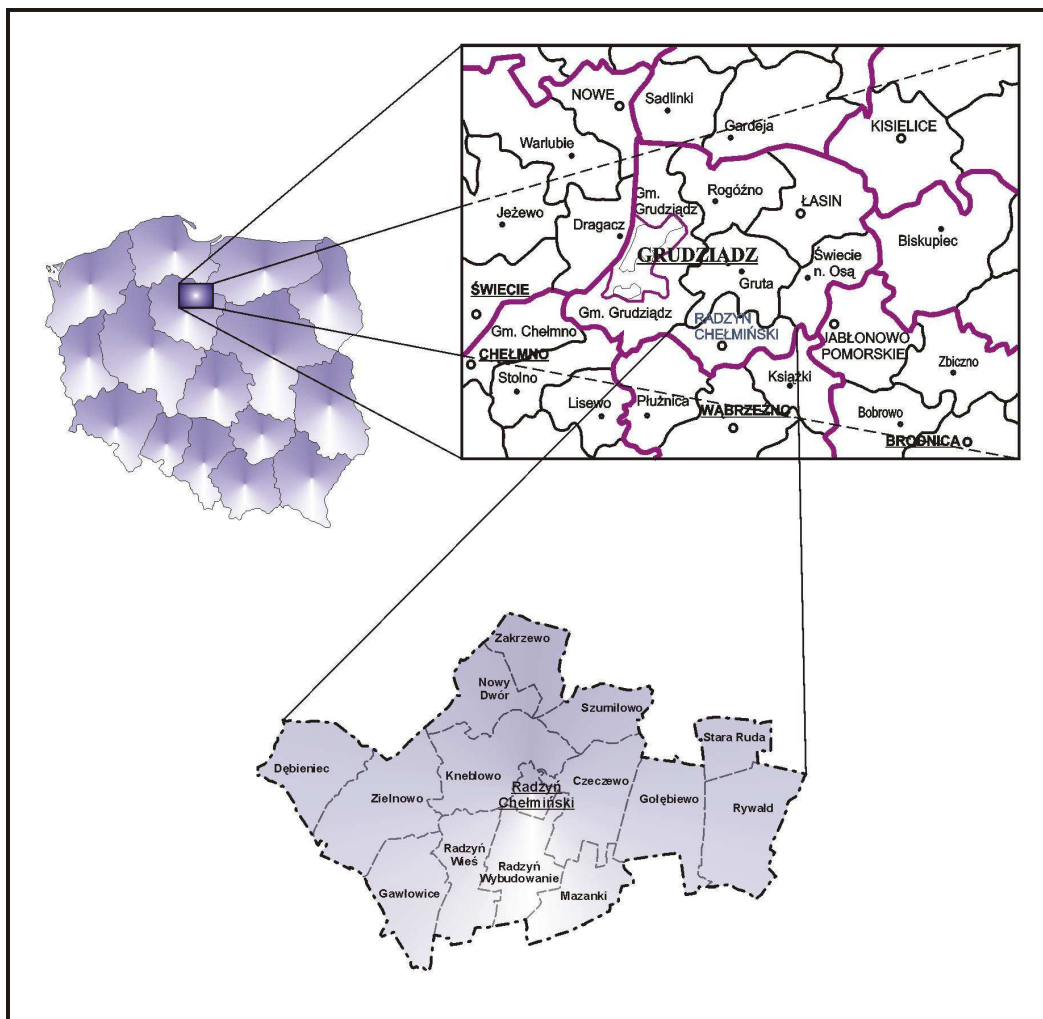 NOWE
Sadlinki
Gardeja
KISIELICE
Warlubie
Gm.
Grudziądz
Rogóźno
ŁASIN
Jeżewo
Dragacz
Biskupiec
GRUDZIĄDZ
Świecie
n. Osą
Gruta
ŚWIECIE
Gm. Grudziądz
RADZYŃ
CHEŁMIŃSKI
Gm. Chełmno
JABŁONOWO
POMORSKIE
CHEŁMNO
Stolno
Książki
Zbiczno
Lisewo
Płużnica
WĄBRZEŹNO
Bobrowo
BRODNICA
Zakrzewo
Nowy
Dwór
Szumiłowo
Stara Ruda
Dębieniec
Kneblowo
Czeczewo
Zielnowo
Radzyń
Chełmiński
Gołębiewo
Rywałd
Radzyń
Wieś
Radzyń
Wybudowanie
Gawłowice
Mazanki